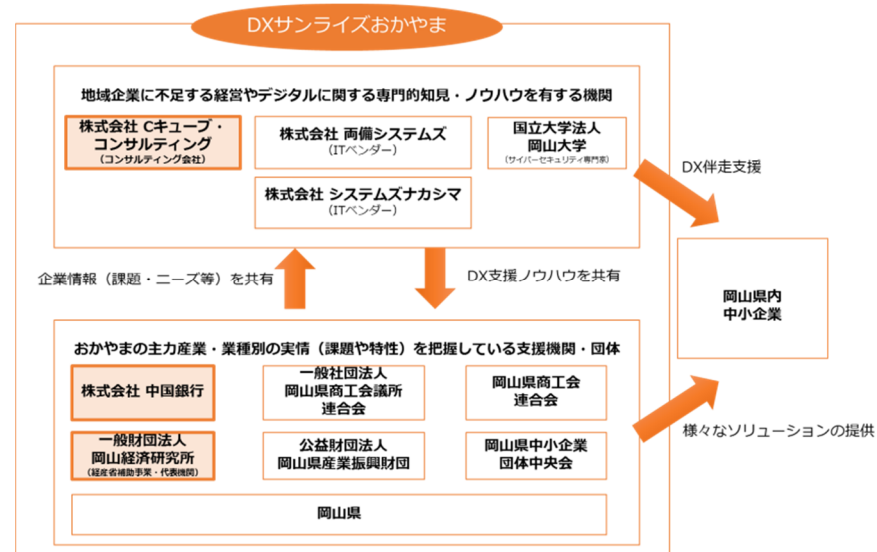 DXサンライズおかやま
地域企業に不足する経営やデジタルに関する専門的知見・ノウハウを有する機関
株式会社 Cキューブ・
コンサルティング
(コンサルティング会社)
株式会社 両備システムズ
(ITベンダー)
国立大学法人
岡山大学
(サイバーセキュリティ専門家)
株式会社 システムズナカシマ
(ITベンダー)
DX伴走支援
企業情報（課題・ニーズ等）を共有
DX支援ノウハウを共有
岡山県内
中小企業
おかやまの主力産業・業種別の実情（課題や特性）を把握している支援機関・団体
株式会社 中国銀行
一般社団法人
岡山県商工会議所
連合会
岡山県商工会
連合会
一般財団法人
岡山経済研究所
(経産省補助事業・代表機関)
公益財団法人
岡山県産業振興財団
岡山県中小企業
団体中央会
様々なソリューションの提供
岡山県